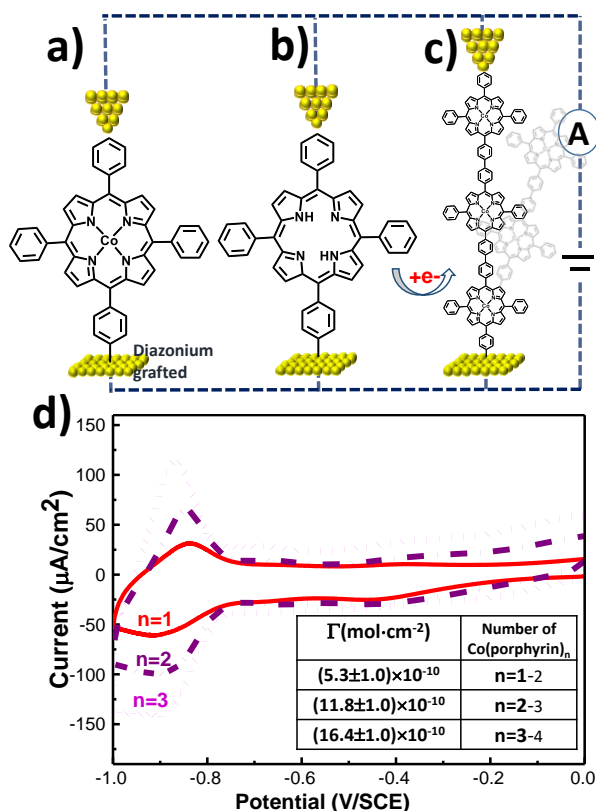 a)
b)
c)
A
Co
N
N
N
N
NH
N
N
HN
+e-
Diazonium
grafted
d)
Current (μA/cm²)
150
100
50
0
-50
-100
-150
n=1
n=2
n=3
Γ(mol·cm⁻²) Number of Co(porphyrin)ₙ
(5.3±1.0)×10⁻¹⁰ n=1-2
(11.8±1.0)×10⁻¹⁰ n=2-3
(16.4±1.0)×10⁻¹⁰ n=3-4
-1.0 -0.8 -0.6 -0.4 -0.2 0.0
Potential (V/SCE)